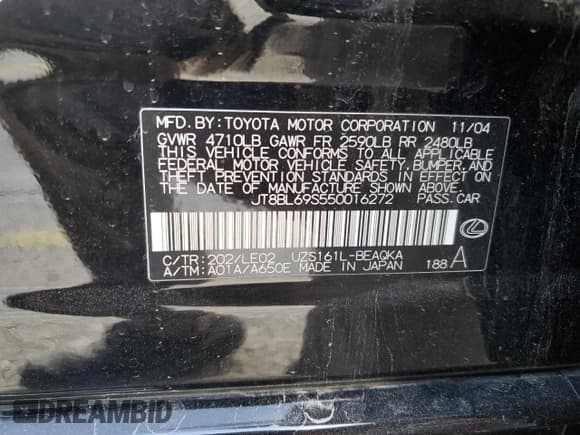 MFD. BY: TOYOTA MOTOR CORPORATION 11/04
GVWR 4710LB GAWR FR 2590LB RR 2480LB
THIS VEHICLE CONFORMS TO ALL APPLICABLE
FEDERAL MOTOR VEHICLE SAFETY, BUMPER, AND
THEFT PREVENTION STANDARDS IN EFFECT ON
THE DATE OF MANUFACTURE SHOWN ABOVE.
JT8BL69S550016272 PASS. CAR
C/TR: 202/LE02 UZS161L-BEAQKA
A/TM: A01A/A650E MADE IN JAPAN 188 A
DREAMBID